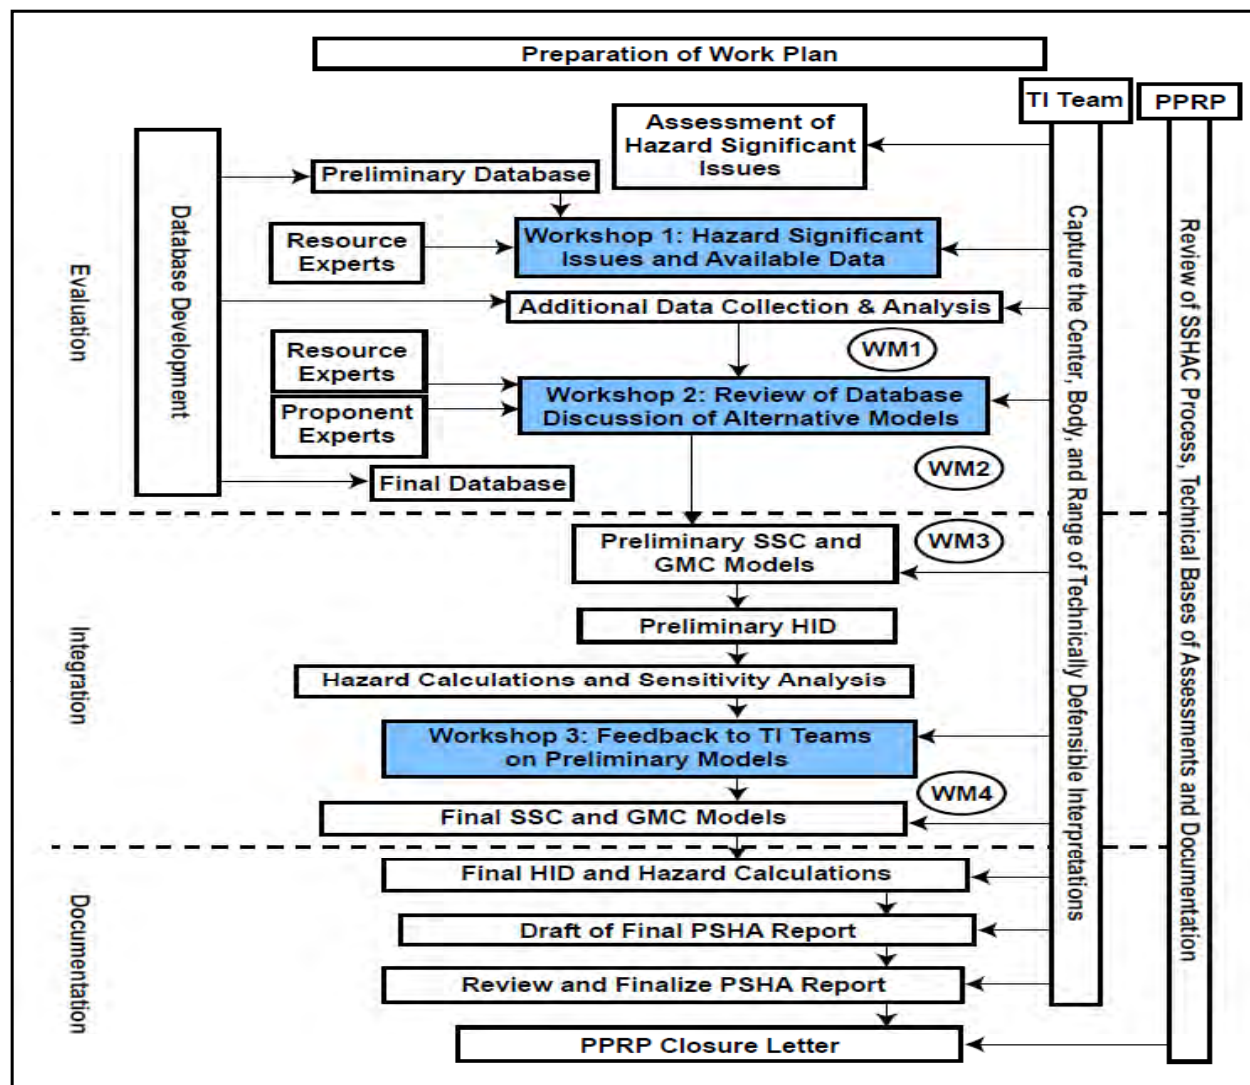 Preparation of Work Plan
TI Team
PPRP
Assessment of
Hazard Significant
Issues
Preliminary Database
Resource
Experts
Workshop 1: Hazard Significant
Issues and Available Data
Additional Data Collection & Analysis
WM1
Resource
Experts
Proponent
Experts
Workshop 2: Review of Database
Discussion of Alternative Models
WM2
Final Database
Database Development
Evaluation
Preliminary SSC and
GMC Models
WM3
Preliminary HID
Hazard Calculations and Sensitivity Analysis
Workshop 3: Feedback to TI Teams
on Preliminary Models
WM4
Final SSC and GMC Models
Integration
Final HID and Hazard Calculations
Draft of Final PSHA Report
Review and Finalize PSHA Report
PPRP Closure Letter
Documentation
Capture the Center, Body, and Range of Technically Defensible Interpretations
Review of SSHAC Process, Technical Bases of Assessments and Documentation